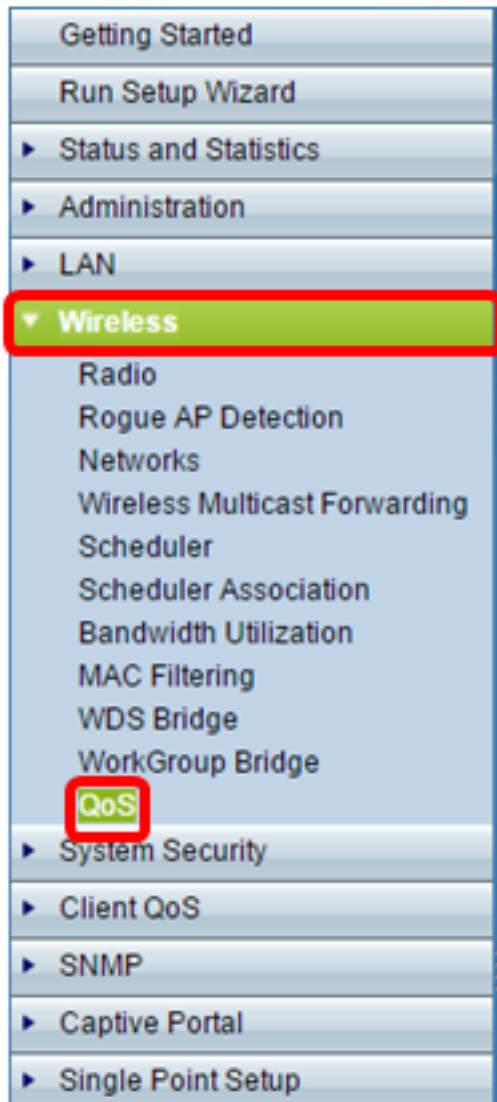 Getting Started
Run Setup Wizard
Status and Statistics
Administration
LAN
Wireless
Radio
Rogue AP Detection
Networks
Wireless Multicast Forwarding
Scheduler
Scheduler Association
Bandwidth Utilization
MAC Filtering
WDS Bridge
WorkGroup Bridge
QoS
System Security
Client QoS
SNMP
Captive Portal
Single Point Setup